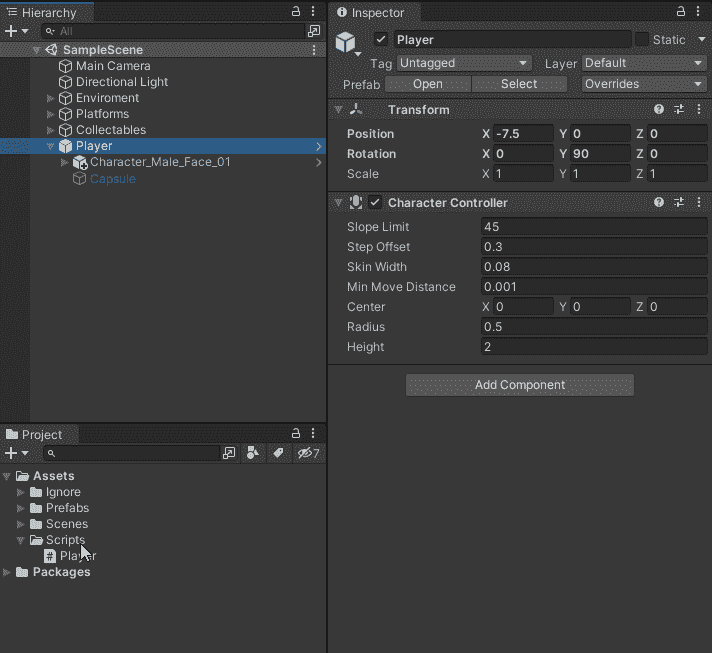 Hierarchy
All
SampleScene
Main Camera
Directional Light
Enviroment
Platforms
Collectables
Player
Character_Male_Face_01
Capsule
Project
7
Assets
Ignore
Prefabs
Scenes
Scripts
Player
Packages
Inspector
Player Static
Tag Untagged Layer Default
Prefab Open Select Overrides
Transform
Position X -7.5 Y 0 Z 0
Rotation X 0 Y 90 Z 0
Scale X 1 Y 1 Z 1
Character Controller
Slope Limit 45
Step Offset 0.3
Skin Width 0.08
Min Move Distance 0.001
Center X 0 Y 0 Z 0
Radius 0.5
Height 2
Add Component